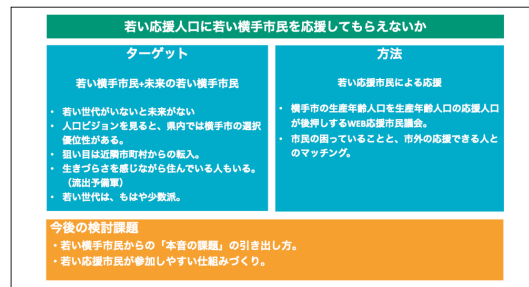 若い応援人口に若い横手市民を応援してもらえないか
ターゲット
若い横手市民+未来の若い横手市民
・ 若い世代がいないと未来がない
・ 人口ビジョンを見ると、県内では横手市の選択
優位性がある。
・ 狙い目は近隣市町村からの転入。
・ 生きづらさを感じながら住んでいる人もいる。
（流出予備軍）
・ 若い世代は、もはや少数派。
方法
若い応援市民による応援
・ 横手市の生産年齢人口を生産年齢人口の応援人口
が後押しするWEB応援市民議会。
・ 市民の困っていることと、市外の応援できる人と
のマッチング。
今後の検討課題
・若い横手市民からの「本音の課題」の引き出し方。
・若い応援市民が参加しやすい仕組みづくり。